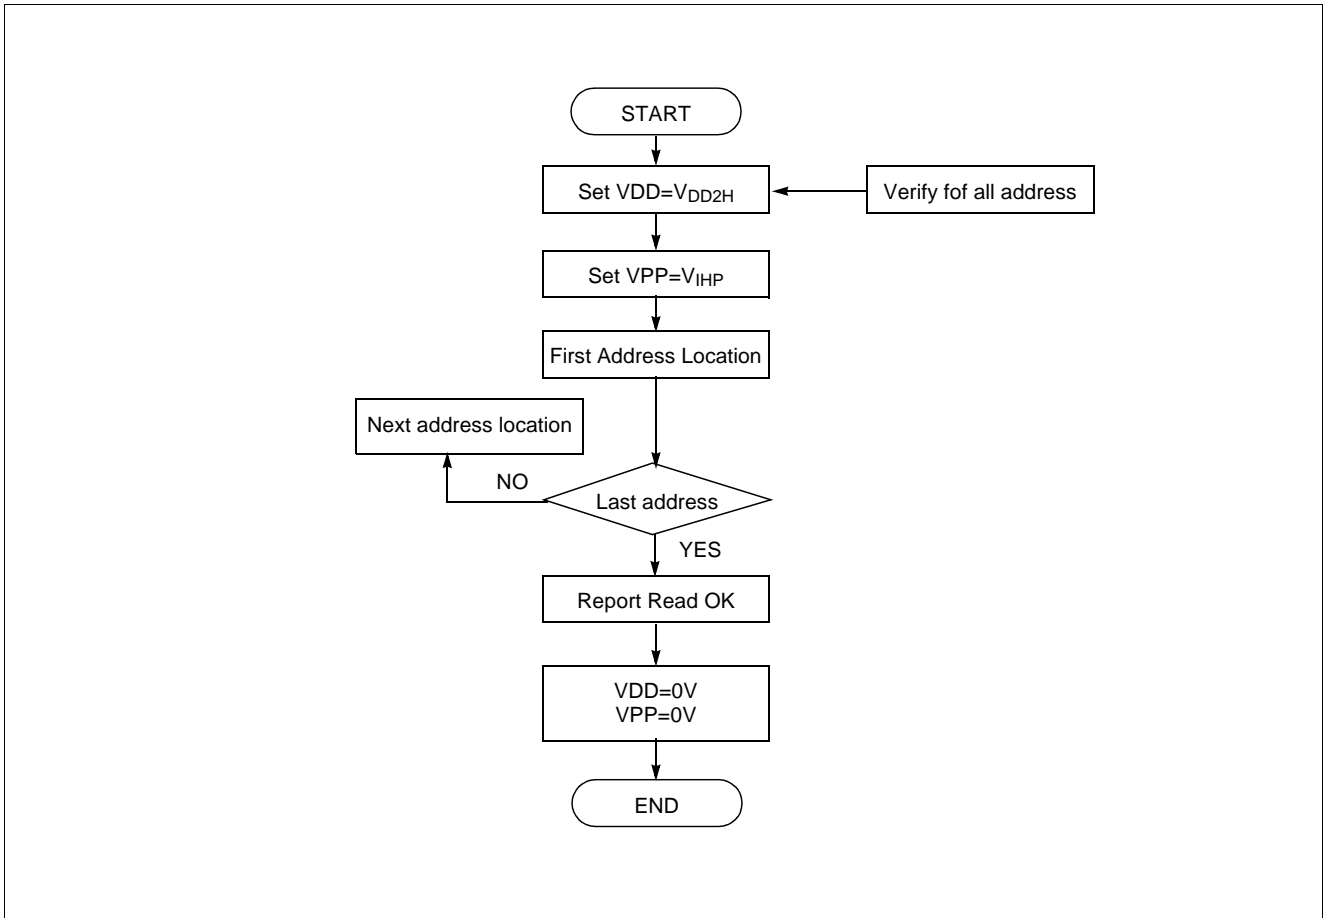 START
Set VDD=VDD2H
Verify fof all address
Set VPP=VIHP
First Address Location
Next address location
NO
Last address
YES
Report Read OK
VDD=0V
VPP=0V
END